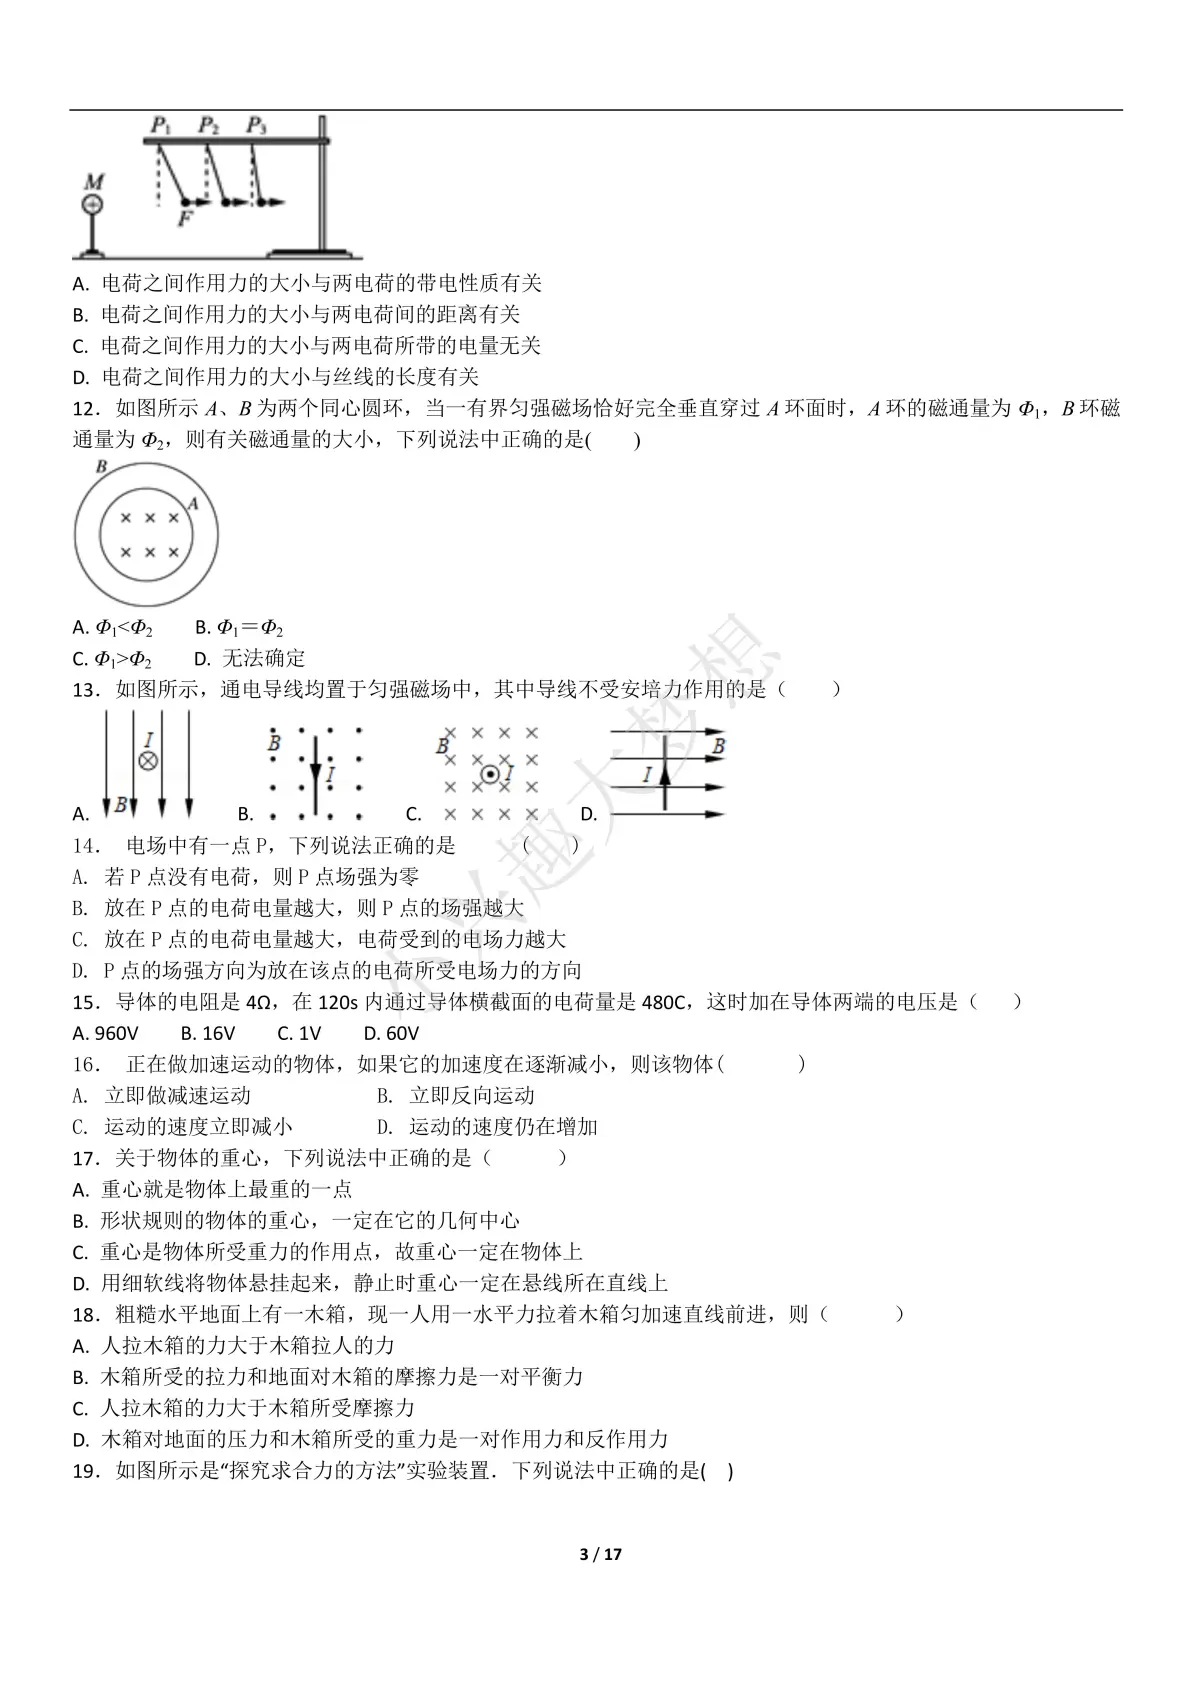 P1 P2 P3
M
F
A. 电荷之间作用力的大小与两电荷的带电性质有关
B. 电荷之间作用力的大小与两电荷间的距离有关
C. 电荷之间作用力的大小与两电荷所带的电量无关
D. 电荷之间作用力的大小与丝线的长度有关
12．如图所示 A、B 为两个同心圆环，当一有界匀强磁场恰好完全垂直穿过 A 环面时，A 环的磁通量为 Φ1，B 环磁
通量为 Φ2，则有关磁通量的大小，下列说法中正确的是(　　)
B
A
× × ×
× × ×
A. Φ1<Φ2 B. Φ1＝Φ2
C. Φ1>Φ2 D. 无法确定
13．如图所示，通电导线均置于匀强磁场中，其中导线不受安培力作用的是（　　）
A. I B B. B I C. B I D. I B
14． 电场中有一点 P，下列说法正确的是 （　　）
A. 若 P 点没有电荷，则 P 点场强为零
B. 放在 P 点的电荷电量越大，则 P 点的场强越大
C. 放在 P 点的电荷电量越大，电荷受到的电场力越大
D. P 点的场强方向为放在该点的电荷所受电场力的方向
15．导体的电阻是 4Ω，在 120s 内通过导体横截面的电荷量是 480C，这时加在导体两端的电压是（　　）
A. 960V B. 16V C. 1V D. 60V
16． 正在做加速运动的物体，如果它的加速度在逐渐减小，则该物体(　　)
A. 立即做减速运动 B. 立即反向运动
C. 运动的速度立即减小 D. 运动的速度仍在增加
17．关于物体的重心，下列说法中正确的是（　　）
A. 重心就是物体上最重的一点
B. 形状规则的物体的重心，一定在它的几何中心
C. 重心是物体所受重力的作用点，故重心一定在物体上
D. 用细软线将物体悬挂起来，静止时重心一定在悬线所在直线上
18．粗糙水平地面上有一木箱，现一人用一水平力拉着木箱匀加速直线前进，则（　　）
A. 人拉木箱的力大于木箱拉人的力
B. 木箱所受的拉力和地面对木箱的摩擦力是一对平衡力
C. 人拉木箱的力大于木箱所受摩擦力
D. 木箱对地面的压力和木箱所受的重力是一对作用力和反作用力
19．如图所示是“探究求合力的方法”实验装置．下列说法中正确的是(　)
小兴趣大梦想
3 / 17